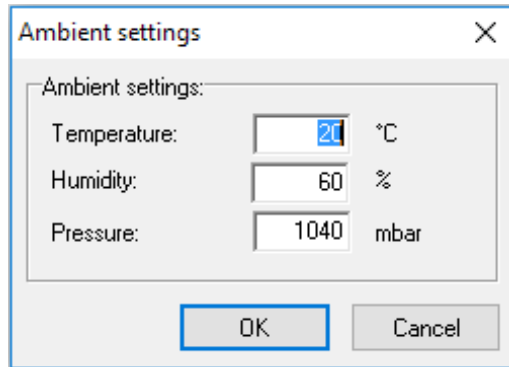 Ambient settings
Ambient settings:
Temperature: 20 °C
Humidity: 60 %
Pressure: 1040 mbar
OK Cancel